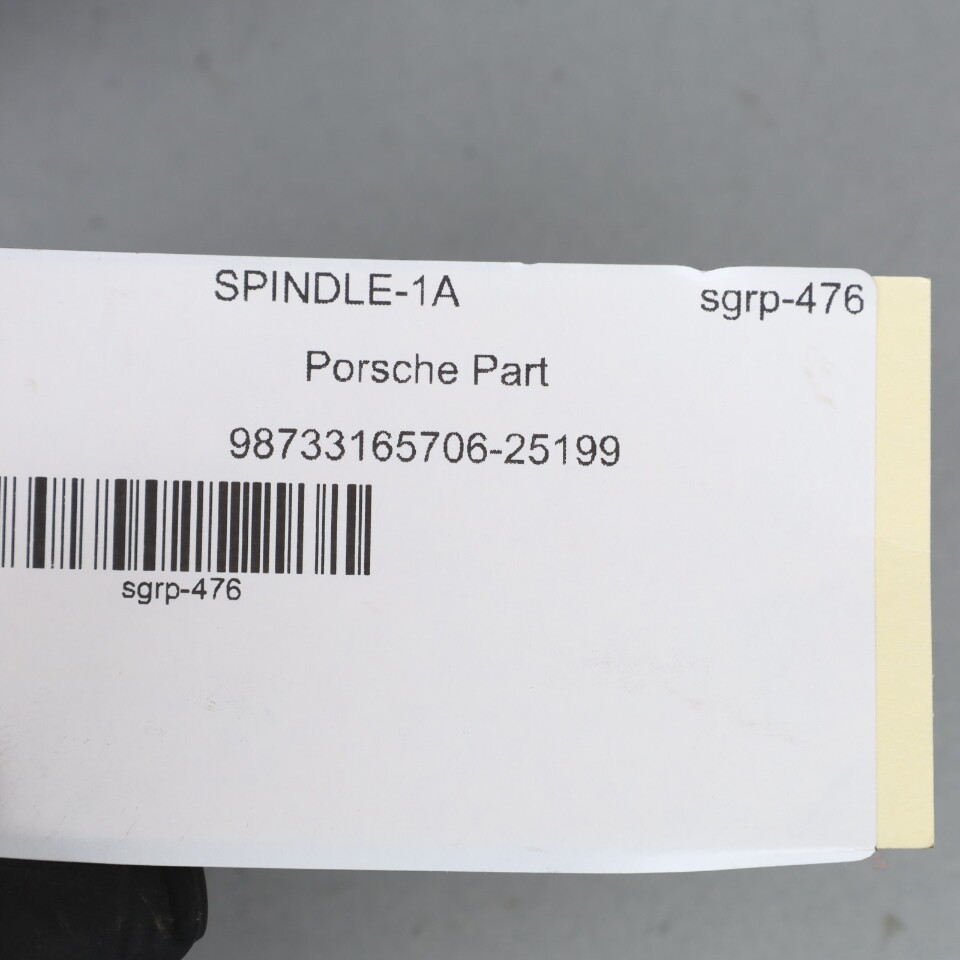 SPINDLE-1A sgrp-476
Porsche Part
98733165706-25199
sgrp-476